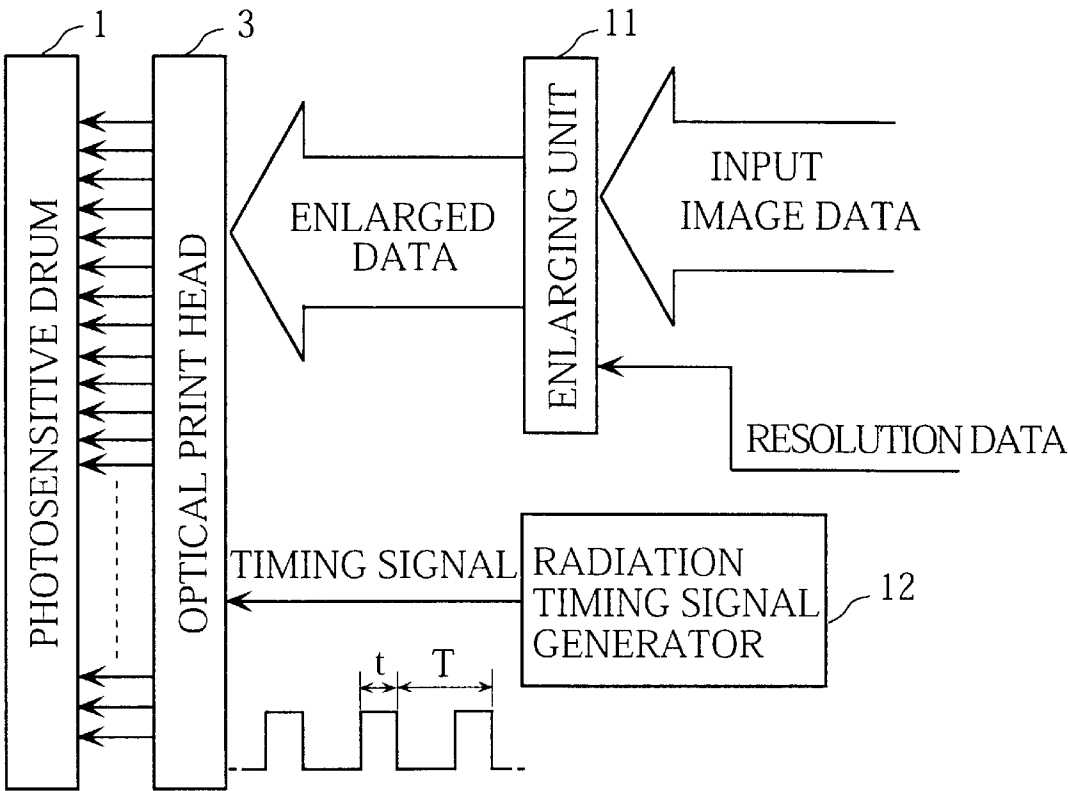 1
3
11
12
PHOTOSENSITIVE DRUM
OPTICAL PRINT HEAD
ENLARGED
DATA
ENLARGING UNIT
INPUT
IMAGE DATA
RESOLUTION DATA
TIMING SIGNAL
RADIATION
TIMING SIGNAL
GENERATOR
t
T